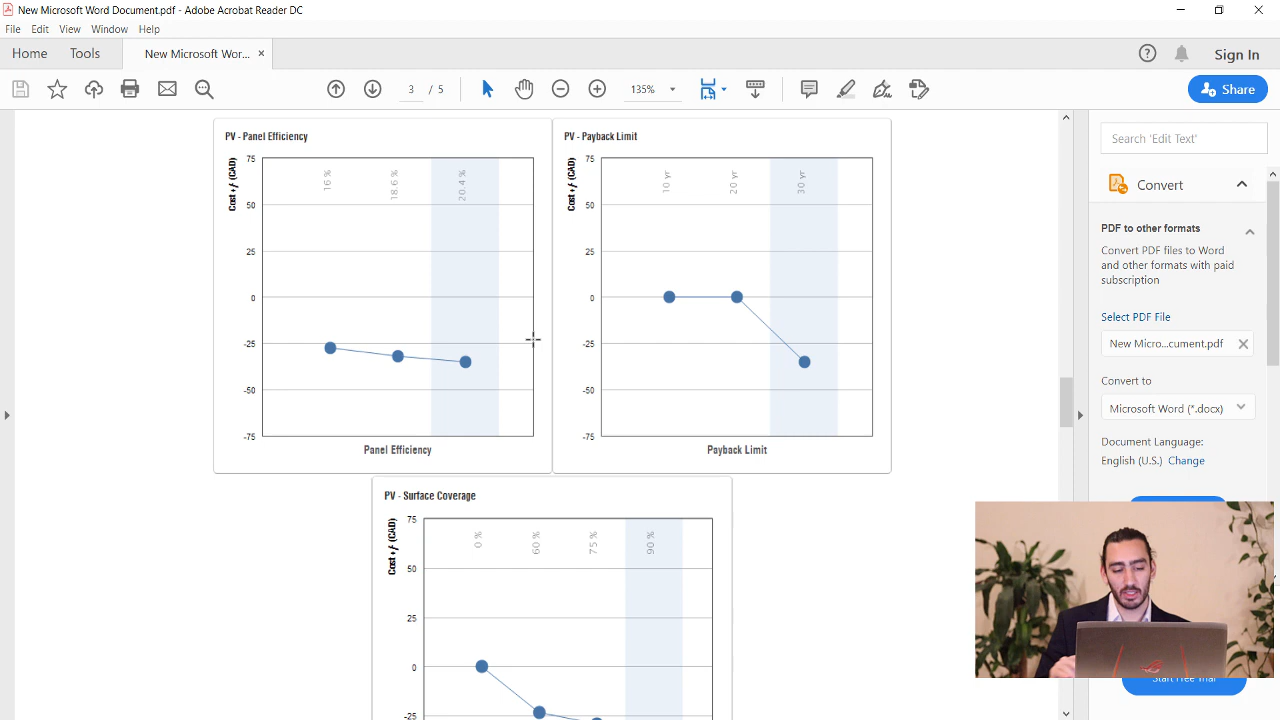 New Microsoft Word Document.pdf - Adobe Acrobat Reader DC
File Edit View Window Help
Home Tools New Microsoft Wor... × Sign In
3 / 5 135% Share
PV - Panel Efficiency
Cost • ƒ (CAD)
75
50
25
0
-25
-50
-75
16 %
18.6 %
20.4 %
Panel Efficiency
PV - Payback Limit
Cost • ƒ (CAD)
75
50
25
0
-25
-50
-75
10 yr
20 yr
30 yr
Payback Limit
PV - Surface Coverage
Cost • ƒ (CAD)
75
50
25
0
-25
0 %
60 %
75 %
90 %
Search 'Edit Text'
Convert
PDF to other formats
Convert PDF files to Word
and other formats with paid
subscription
Select PDF File
New Micro...cument.pdf
Convert to
Microsoft Word (*.docx)
Document Language:
English (U.S.) Change
Start Free Trial